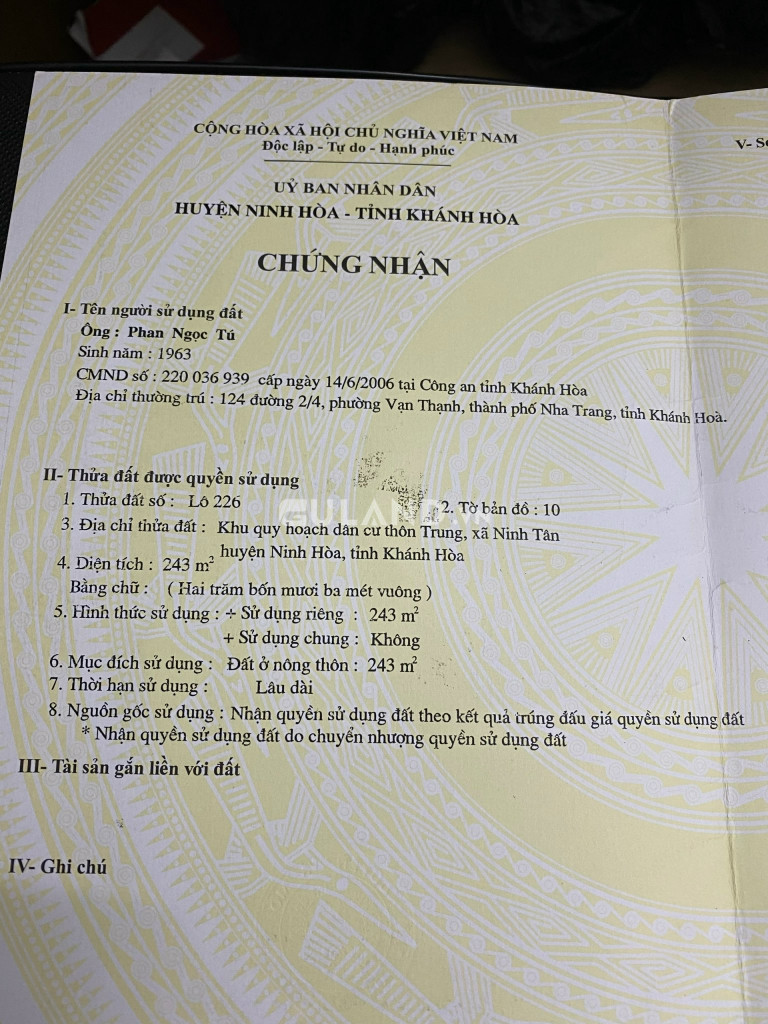 CỘNG HÒA XÃ HỘI CHỦ NGHĨA VIỆT NAM
Độc lập - Tự do - Hạnh phúc
V- S
UỶ BAN NHÂN DÂN
HUYỆN NINH HÒA - TỈNH KHÁNH HÒA
CHỨNG NHẬN
I- Tên người sử dụng đất
Ông : Phan Ngọc Tú
Sinh năm : 1963
CMND số : 220 036 939 cấp ngày 14/6/2006 tại Công an tỉnh Khánh Hòa
Địa chỉ thường trú : 124 đường 2/4, phường Vạn Thạnh, thành phố Nha Trang, tỉnh Khánh Hoà.
II- Thửa đất được quyền sử dụng
1. Thửa đất số : Lô 226 2. Tờ bản đồ : 10
GULAND.VN
3. Địa chỉ thửa đất : Khu quy hoạch dân cư thôn Trung, xã Ninh Tân
huyện Ninh Hòa, tỉnh Khánh Hòa
4. Diện tích : 243 m²
Bằng chữ : ( Hai trăm bốn mươi ba mét vuông )
5. Hình thức sử dụng : + Sử dụng riêng : 243 m²
+ Sử dụng chung : Không
6. Mục đích sử dụng : Đất ở nông thôn : 243 m²
7. Thời hạn sử dụng : Lâu dài
8. Nguồn gốc sử dụng : Nhận quyền sử dụng đất theo kết quả trúng đấu giá quyền sử dụng đất
* Nhận quyền sử dụng đất do chuyển nhượng quyền sử dụng đất
III- Tài sản gắn liền với đất
IV- Ghi chú